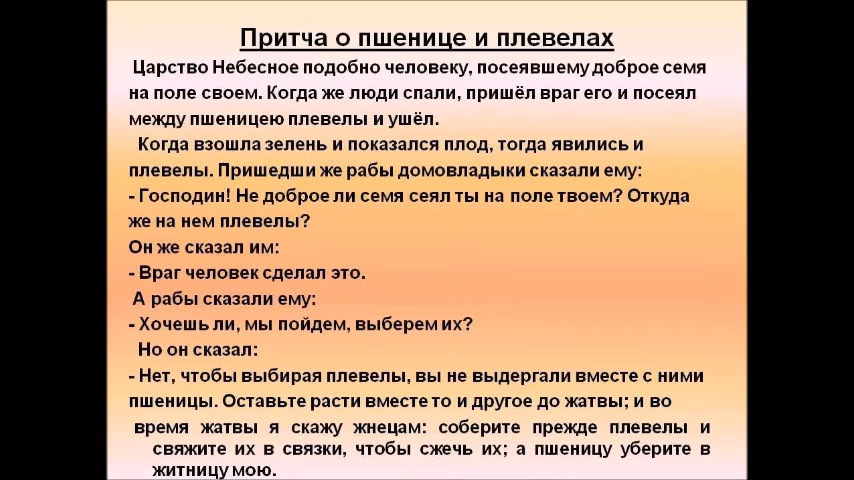 Притча о пшенице и плевелах
Царство Небесное подобно человеку, посеявшему доброе семя
на поле своем. Когда же люди спали, пришёл враг его и посеял
между пшеницею плевелы и ушёл.
Когда взошла зелень и показался плод, тогда явились и
плевелы. Пришедши же рабы домовладыки сказали ему:
- Господин! Не доброе ли семя сеял ты на поле твоем? Откуда
же на нем плевелы?
Он же сказал им:
- Враг человек сделал это.
А рабы сказали ему:
- Хочешь ли, мы пойдем, выберем их?
Но он сказал:
- Нет, чтобы выбирая плевелы, вы не выдергали вместе с ними
пшеницы. Оставьте расти вместе то и другое до жатвы; и во
время жатвы я скажу жнецам: соберите прежде плевелы и
свяжите их в связки, чтобы сжечь их; а пшеницу уберите в
житницу мою.